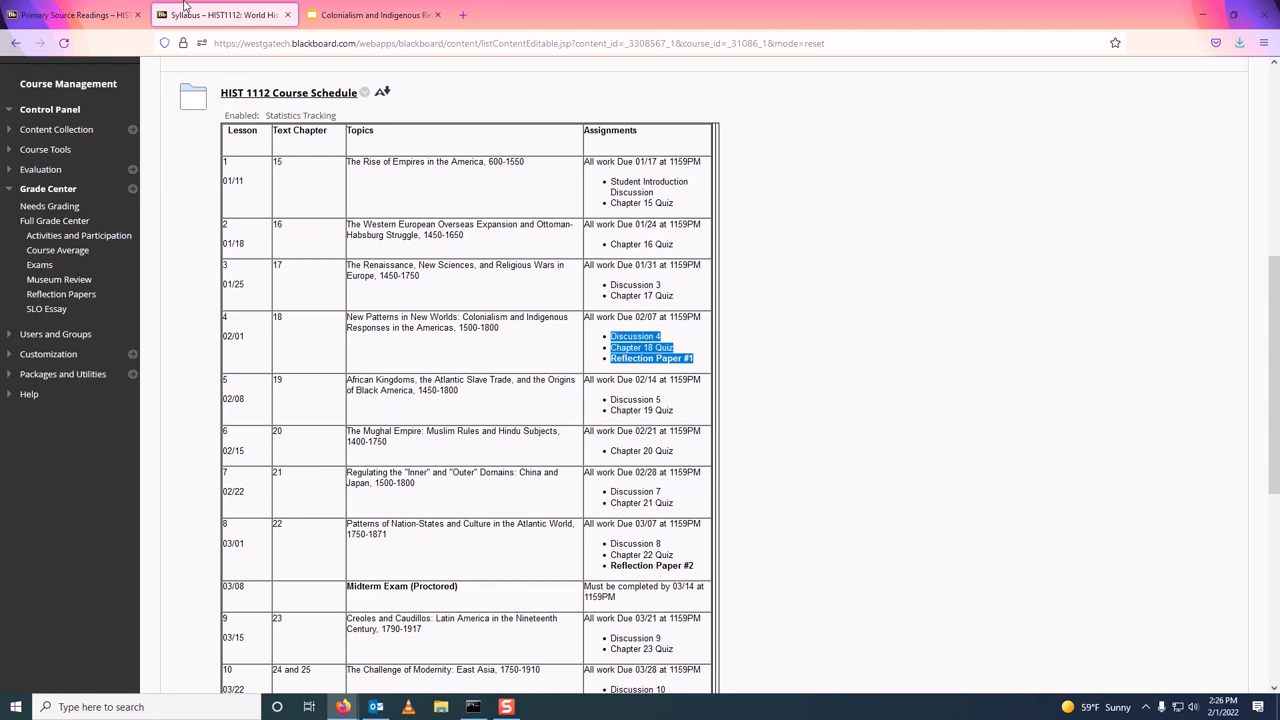 Primary Source Readings – HIST
Syllabus – HIST1112: World His
Colonialism and Indigenous Re
https://westgatech.blackboard.com/webapps/blackboard/content/listContentEditable.jsp?content_id=_3308567_1&course_id=_31086_1&mode=reset
Course Management
Control Panel
Content Collection
Course Tools
Evaluation
Grade Center
Needs Grading
Full Grade Center
Activities and Participation
Course Average
Exams
Museum Review
Reflection Papers
SLO Essay
Users and Groups
Customization
Packages and Utilities
Help
HIST 1112 Course Schedule
Enabled: Statistics Tracking
Lesson Text Chapter Topics Assignments
1 15 The Rise of Empires in the America, 600-1550 All work Due 01/17 at 1159PM
01/11 • Student Introduction
Discussion
• Chapter 15 Quiz
2 16 The Western European Overseas Expansion and Ottoman- All work Due 01/24 at 1159PM
Habsburg Struggle, 1450-1650
01/18 • Chapter 16 Quiz
3 17 The Renaissance, New Sciences, and Religious Wars in All work Due 01/31 at 1159PM
Europe, 1450-1750
01/25 • Discussion 3
• Chapter 17 Quiz
4 18 New Patterns in New Worlds: Colonialism and Indigenous All work Due 02/07 at 1159PM
Responses in the Americas, 1500-1800
02/01 • Discussion 4
• Chapter 18 Quiz
• Reflection Paper #1
5 19 African Kingdoms, the Atlantic Slave Trade, and the Origins All work Due 02/14 at 1159PM
of Black America, 1450-1800
02/08 • Discussion 5
• Chapter 19 Quiz
6 20 The Mughal Empire: Muslim Rules and Hindu Subjects, All work Due 02/21 at 1159PM
1400-1750
02/15 • Chapter 20 Quiz
7 21 Regulating the "Inner" and "Outer" Domains: China and All work Due 02/28 at 1159PM
Japan, 1500-1800
02/22 • Discussion 7
• Chapter 21 Quiz
8 22 Patterns of Nation-States and Culture in the Atlantic World, All work Due 03/07 at 1159PM
1750-1871
03/01 • Discussion 8
• Chapter 22 Quiz
• Reflection Paper #2
03/08 Midterm Exam (Proctored) Must be completed by 03/14 at
1159PM
9 23 Creoles and Caudillos: Latin America in the Nineteenth All work Due 03/21 at 1159PM
Century, 1790-1917
03/15 • Discussion 9
• Chapter 23 Quiz
10 24 and 25 The Challenge of Modernity: East Asia, 1750-1910 All work Due 03/28 at 1159PM
03/22 • Discussion 10
Type here to search
59°F Sunny
2:26 PM
2/1/2022